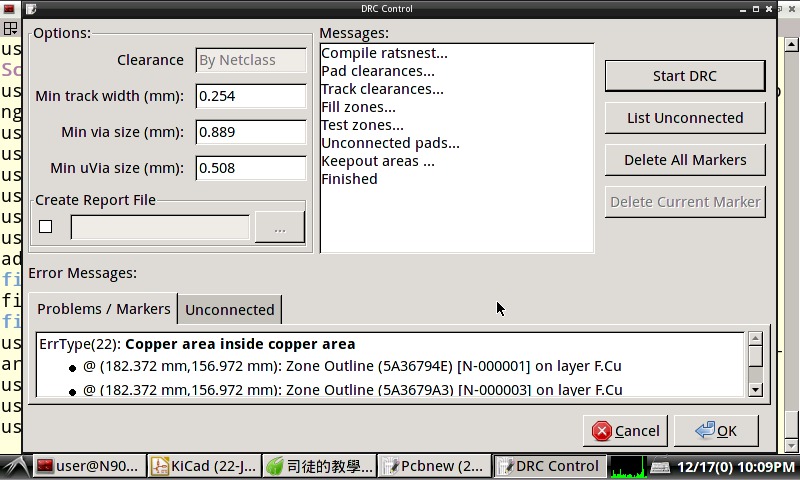 DRC Control
Options:
Messages:
Clearance
By Netclass
Min track width (mm):
0.254
Min via size (mm):
0.889
Min uVia size (mm):
0.508
Create Report File
...
Compile ratsnest...
Pad clearances...
Track clearances...
Fill zones...
Test zones...
Unconnected pads...
Keepout areas ...
Finished
Start DRC
List Unconnected
Delete All Markers
Delete Current Marker
Error Messages:
Problems / Markers
Unconnected
ErrType(22): Copper area inside copper area
@ (182.372 mm,156.972 mm): Zone Outline (5A36794E) [N-000001] on layer F.Cu
@ (182.372 mm,156.972 mm): Zone Outline (5A3679A3) [N-000003] on layer F.Cu
Cancel
OK
us
Sc
us
ng
us
us
us
us
us
us
ad
fi
fi
fi
us
ar
us
us
us
user@N90...
KICad (22-J...
司徒的教學...
Pcbnew (2...
DRC Control
12/17(0) 10:09PM